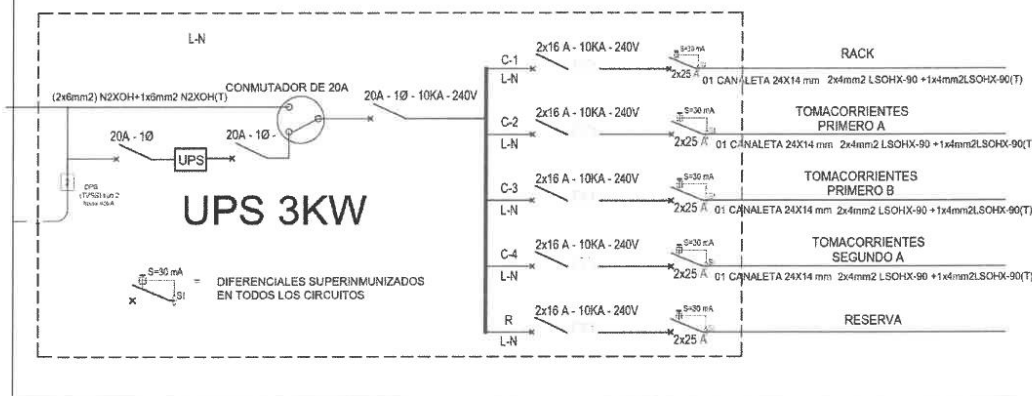 L-N
(2x6mm2) N2XOH+1x6mm2 N2XOH(T)
CONMUTADOR DE 20A
20A - 1Ø - 10KA - 240V
20A - 1Ø
UPS
20A - 1Ø -
UPS 3KW
S=30 mA
SI
= DIFERENCIALES SUPERINMUNIZADOS
EN TODOS LOS CIRCUITOS
C-1
L-N
2x16 A - 10KA - 240V
S=30 mA
2x25 A
RACK
01 CANALETA 24X14 mm 2x4mm2 LSOHX-90 +1x4mm2LSOHX-90(T)
C-2
L-N
2x16 A - 10KA - 240V
S=30 mA
2x25 A
TOMACORRIENTES
PRIMERO A
01 CANALETA 24X14 mm 2x4mm2 LSOHX-90 +1x4mm2LSOHX-90(T)
C-3
L-N
2x16 A - 10KA - 240V
S=30 mA
2x25 A
TOMACORRIENTES
PRIMERO B
01 CANALETA 24X14 mm 2x4mm2 LSOHX-90 +1x4mm2LSOHX-90(T)
C-4
L-N
2x16 A - 10KA - 240V
S=30 mA
2x25 A
TOMACORRIENTES
SEGUNDO A
01 CANALETA 24X14 mm 2x4mm2 LSOHX-90 +1x4mm2LSOHX-90(T)
R
L-N
2x16 A - 10KA - 240V
S=30 mA
2x25 A
RESERVA